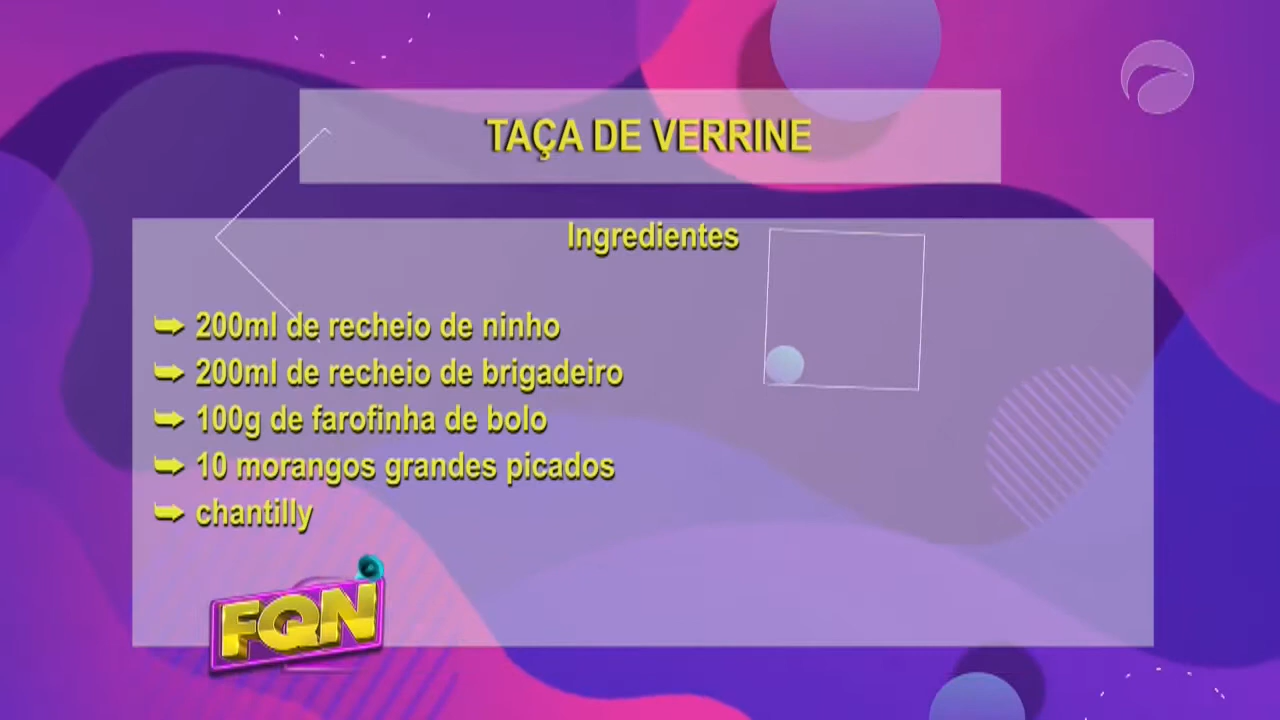 TAÇA DE VERRINE
Ingredientes
➥ 200ml de recheio de ninho
➥ 200ml de recheio de brigadeiro
➥ 100g de farofinha de bolo
➥ 10 morangos grandes picados
➥ chantilly
FQN